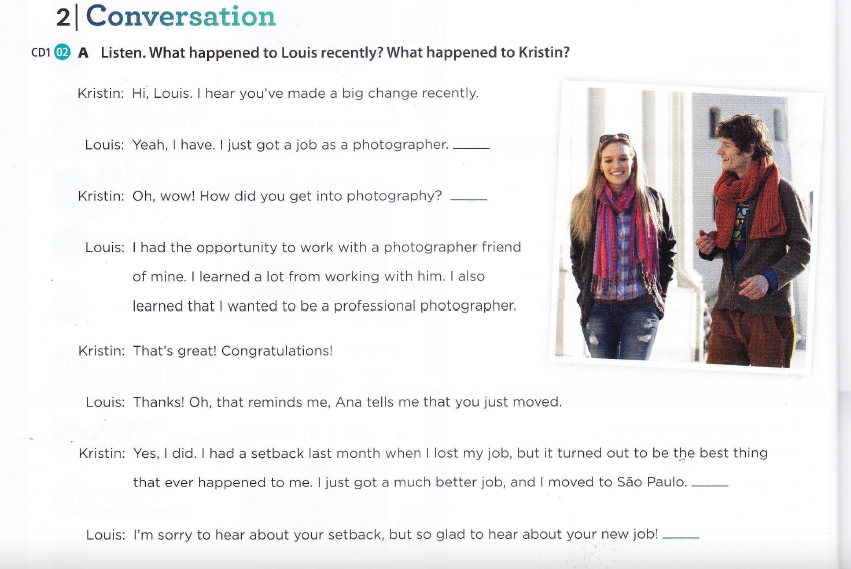 2| Conversation
CD1 02 A Listen. What happened to Louis recently? What happened to Kristin?
Kristin: Hi, Louis. I hear you've made a big change recently.
Louis: Yeah, I have. I just got a job as a photographer. _____
Kristin: Oh, wow! How did you get into photography? _____
Louis: I had the opportunity to work with a photographer friend
of mine. I learned a lot from working with him. I also
learned that I wanted to be a professional photographer.
Kristin: That's great! Congratulations!
Louis: Thanks! Oh, that reminds me, Ana tells me that you just moved.
Kristin: Yes, I did. I had a setback last month when I lost my job, but it turned out to be the best thing
that ever happened to me. I just got a much better job, and I moved to São Paulo. _____
Louis: I'm sorry to hear about your setback, but so glad to hear about your new job! _____